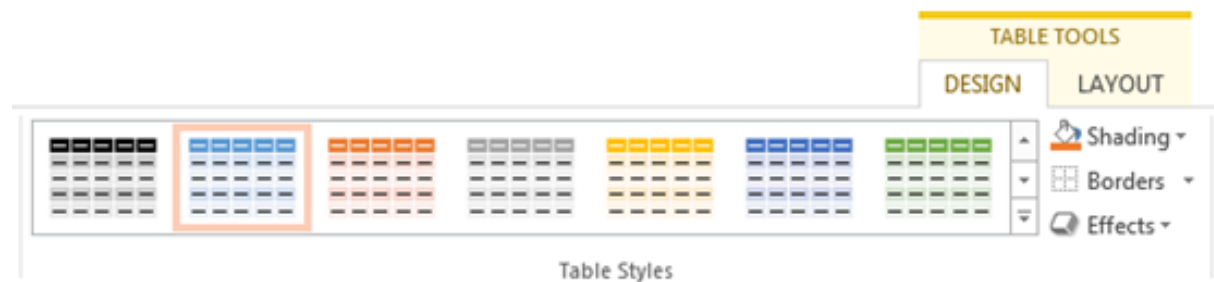 TABLE TOOLS
DESIGN LAYOUT
Shading
Borders
Effects
Table Styles